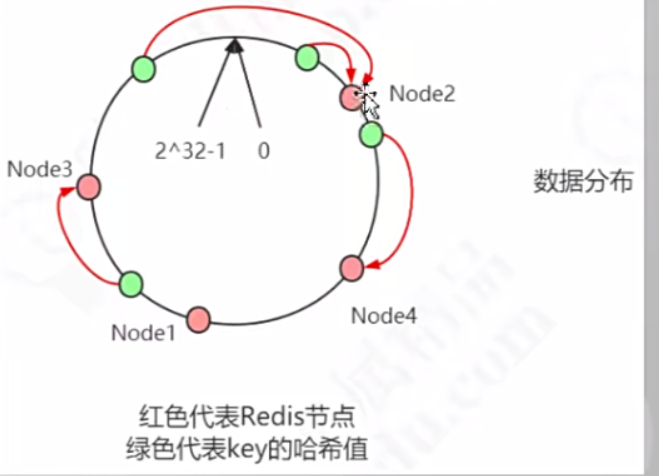 Node2
2^32-1 0
Node3
数据分布
Node1
Node4
红色代表Redis节点
绿色代表key的哈希值